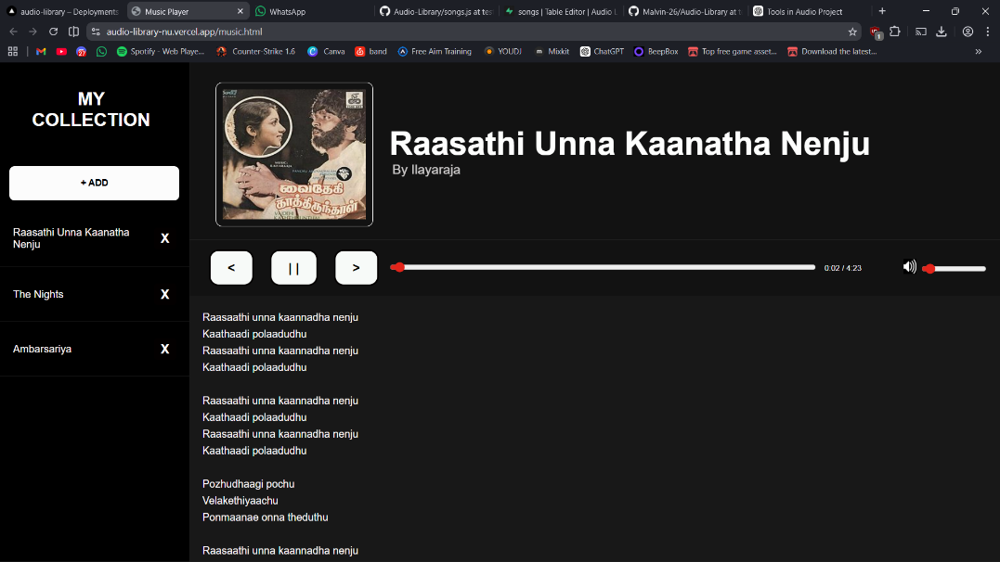 audio-library – Deployments
Music Player
WhatsApp
Audio-Library/songs.js at tes
songs | Table Editor | Audio L
Malvin-26/Audio-Library at t
Tools in Audio Project
audio-library-nu.vercel.app/music.html
1
27
Spotify - Web Playe...
Counter-Strike 1.6
Canva
band
Free Aim Training
YOUDJ
Mixkit
ChatGPT
BeepBox
Top free game asset...
Download the latest...
MY
COLLECTION
+ ADD
Raasathi Unna Kaanatha
Nenju
X
The Nights
X
Ambarsariya
X
வைதேகி
காத்திருந்தாள்
Raasathi Unna Kaanatha Nenju
By Ilayaraja
<
||
>
0:02 / 4:23
Raasaathi unna kaannadha nenju
Kaathaadi polaadudhu
Raasaathi unna kaannadha nenju
Kaathaadi polaadudhu
Raasaathi unna kaannadha nenju
Kaathaadi polaadudhu
Raasaathi unna kaannadha nenju
Kaathaadi polaadudhu
Pozhudhaagi pochu
Velakethiyaachu
Ponmaanae onna theduthu
Raasaathi unna kaannadha nenju